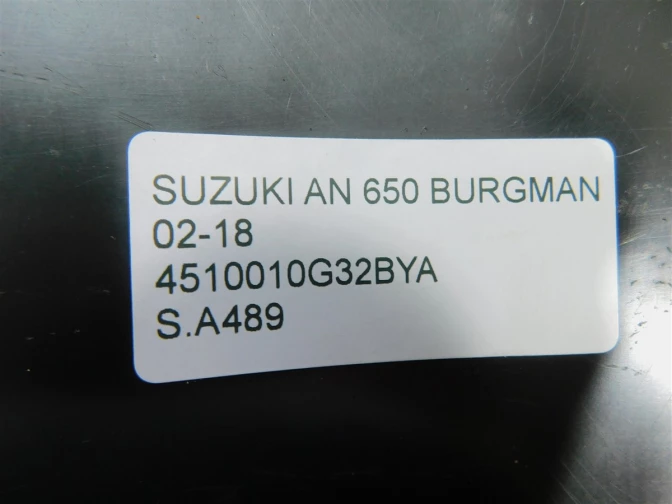 SUZUKI AN 650 BURGMAN
02-18
4510010G32BYA
S.A489